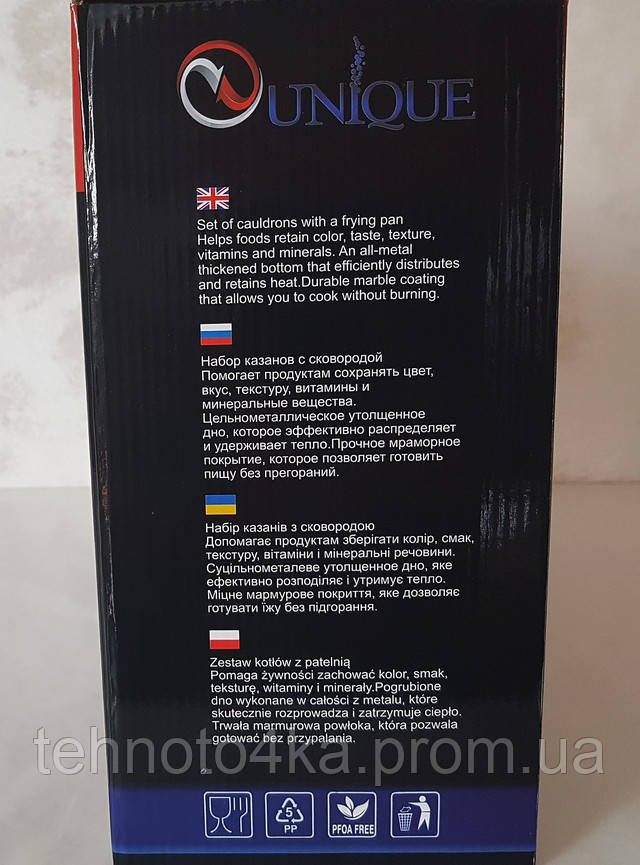 UNIQUE
Set of cauldrons with a frying pan
Helps foods retain color, taste, texture,
vitamins and minerals. An all-metal
thickened bottom that efficiently distributes
and retains heat.Durable marble coating
that allows you to cook without burning.
Набор казанов с сковородой
Помогает продуктам сохранять цвет,
вкус, текстуру, витамины и
минеральные вещества.
Цельнометаллическое утолщенное
дно, которое эффективно распределяет
и удерживает тепло.Прочное мраморное
покрытие, которое позволяет готовить
пищу без прегораний.
Набір казанів з сковородою
Допомагає продуктам зберігати колір, смак,
текстуру, вітаміни і мінеральні речовини.
Суцільнометалеве утолщенное дно, яке
ефективно розподіляє і утримує тепло.
Міцне мармурове покриття, яке дозволяє
готувати їжу без підгорання.
Zestaw kotłów z patelnią
Pomaga żywności zachować kolor, smak,
teksturę, witaminy i minerały.Pogrubione
dno wykonane w całości z metalu, które
skutecznie rozprowadza i zatrzymuje ciepło.
Trwała marmurowa powłoka, która pozwala
gotować bez przypalania.
tehnoto4ka.prom.ua
5
PP
PFOA FREE